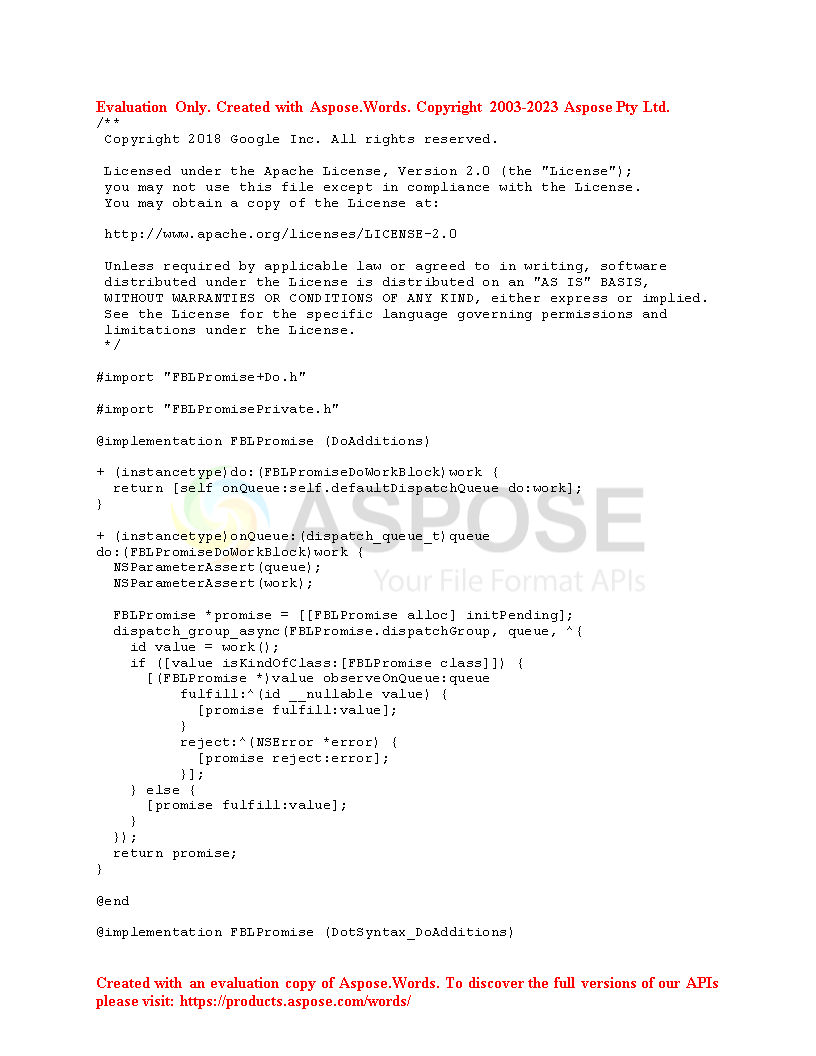 Evaluation Only. Created with Aspose.Words. Copyright 2003-2023 Aspose Pty Ltd.
/**
 Copyright 2018 Google Inc. All rights reserved.

 Licensed under the Apache License, Version 2.0 (the "License");
 you may not use this file except in compliance with the License.
 You may obtain a copy of the License at:

 http://www.apache.org/licenses/LICENSE-2.0

 Unless required by applicable law or agreed to in writing, software
 distributed under the License is distributed on an "AS IS" BASIS,
 WITHOUT WARRANTIES OR CONDITIONS OF ANY KIND, either express or implied.
 See the License for the specific language governing permissions and
 limitations under the License.
 */

#import "FBLPromise+Do.h"

#import "FBLPromisePrivate.h"

@implementation FBLPromise (DoAdditions)

+ (instancetype)do:(FBLPromiseDoWorkBlock)work {
  return [self onQueue:self.defaultDispatchQueue do:work];
}

ASPOSE
+ (instancetype)onQueue:(dispatch_queue_t)queue
do:(FBLPromiseDoWorkBlock)work {
  NSParameterAssert(queue);
  NSParameterAssert(work);
Your File Format APIs

  FBLPromise *promise = [[FBLPromise alloc] initPending];
  dispatch_group_async(FBLPromise.dispatchGroup, queue, ^{
    id value = work();
    if ([value isKindOfClass:[FBLPromise class]]) {
      [(FBLPromise *)value observeOnQueue:queue
          fulfill:^(id __nullable value) {
            [promise fulfill:value];
          }
          reject:^(NSError *error) {
            [promise reject:error];
          }];
    } else {
      [promise fulfill:value];
    }
  });
  return promise;
}

@end

@implementation FBLPromise (DotSyntax_DoAdditions)

Created with an evaluation copy of Aspose.Words. To discover the full versions of our APIs
please visit: https://products.aspose.com/words/